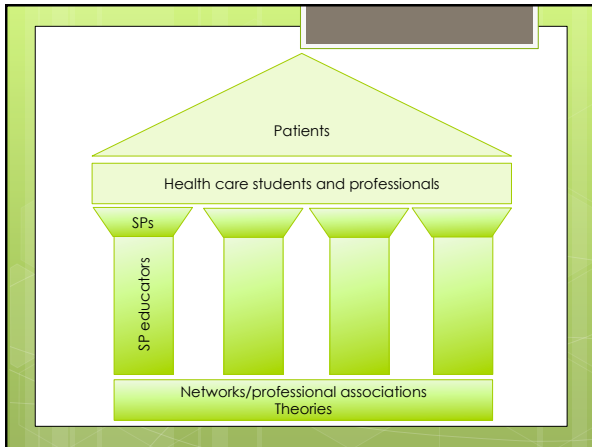 Patients
Health care students and professionals
SPs
SP educators
Networks/professional associations
Theories